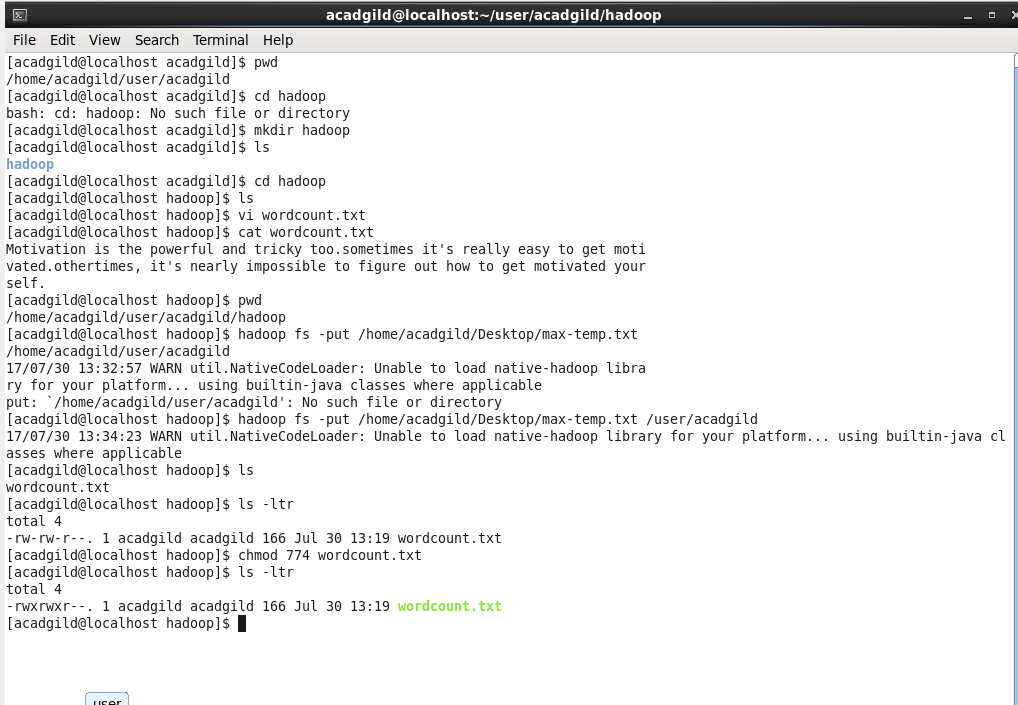 acadgild@localhost:~/user/acadgild/hadoop
File Edit View Search Terminal Help
[acadgild@localhost acadgild]$ pwd
/home/acadgild/user/acadgild
[acadgild@localhost acadgild]$ cd hadoop
bash: cd: hadoop: No such file or directory
[acadgild@localhost acadgild]$ mkdir hadoop
[acadgild@localhost acadgild]$ ls
hadoop
[acadgild@localhost acadgild]$ cd hadoop
[acadgild@localhost hadoop]$ ls
[acadgild@localhost hadoop]$ vi wordcount.txt
[acadgild@localhost hadoop]$ cat wordcount.txt
Motivation is the powerful and tricky too.sometimes it's really easy to get moti
vated.othertimes, it's nearly impossible to figure out how to get motivated your
self.
[acadgild@localhost hadoop]$ pwd
/home/acadgild/user/acadgild/hadoop
[acadgild@localhost hadoop]$ hadoop fs -put /home/acadgild/Desktop/max-temp.txt
/home/acadgild/user/acadgild
17/07/30 13:32:57 WARN util.NativeCodeLoader: Unable to load native-hadoop libra
ry for your platform... using builtin-java classes where applicable
put: `/home/acadgild/user/acadgild': No such file or directory
[acadgild@localhost hadoop]$ hadoop fs -put /home/acadgild/Desktop/max-temp.txt /user/acadgild
17/07/30 13:34:23 WARN util.NativeCodeLoader: Unable to load native-hadoop library for your platform... using builtin-java cl
asses where applicable
[acadgild@localhost hadoop]$ ls
wordcount.txt
[acadgild@localhost hadoop]$ ls -ltr
total 4
-rw-rw-r--. 1 acadgild acadgild 166 Jul 30 13:19 wordcount.txt
[acadgild@localhost hadoop]$ chmod 774 wordcount.txt
[acadgild@localhost hadoop]$ ls -ltr
total 4
-rwxrwxr--. 1 acadgild acadgild 166 Jul 30 13:19 wordcount.txt
[acadgild@localhost hadoop]$
user